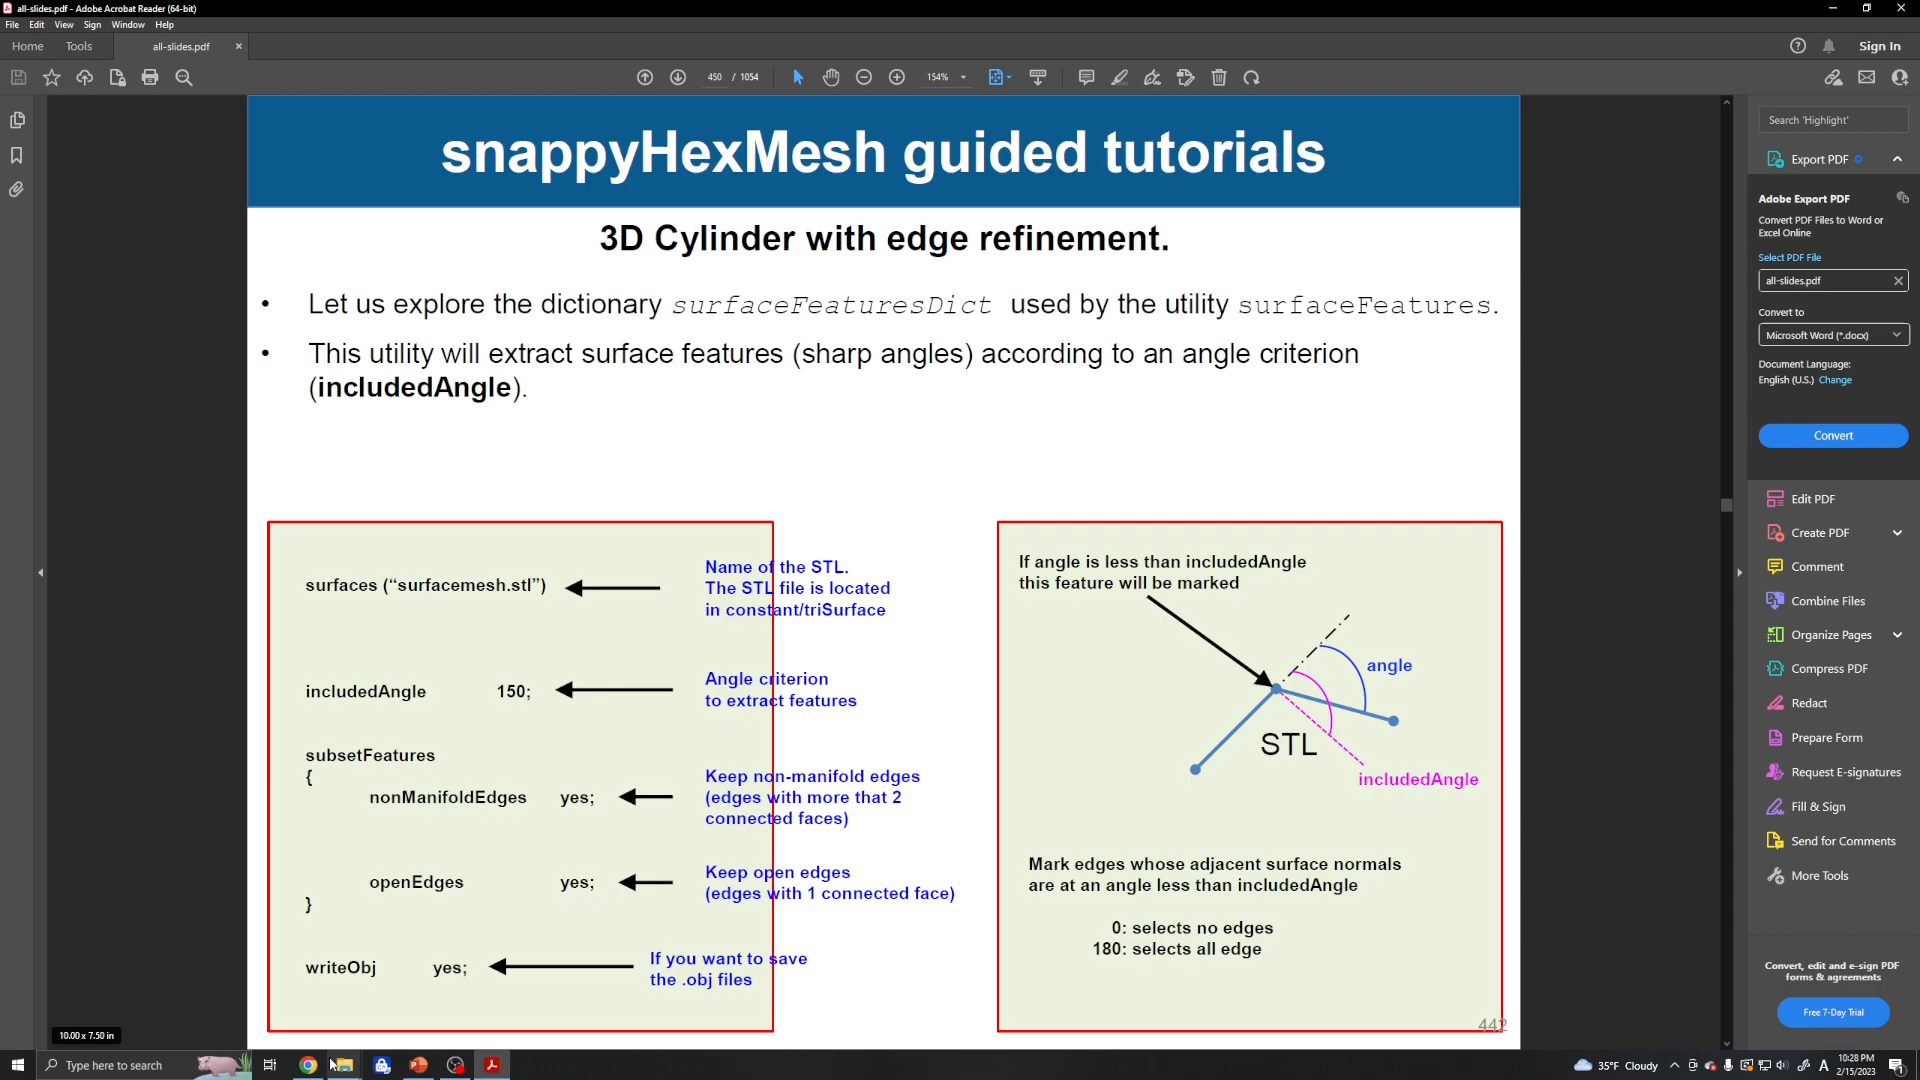 all-slides.pdf - Adobe Acrobat Reader (64-bit)
File Edit View Sign Window Help
Home Tools all-slides.pdf × Sign In
450 / 1054 154%
snappyHexMesh guided tutorials
3D Cylinder with edge refinement.
• Let us explore the dictionary surfaceFeaturesDict used by the utility surfaceFeatures.
• This utility will extract surface features (sharp angles) according to an angle criterion
(includedAngle).
surfaces (“surfacemesh.stl”)
Name of the STL.
The STL file is located
in constant/triSurface
includedAngle 150;
Angle criterion
to extract features
subsetFeatures
{
nonManifoldEdges yes;
Keep non-manifold edges
(edges with more that 2
connected faces)
openEdges yes;
Keep open edges
(edges with 1 connected face)
}
writeObj yes;
If you want to save
the .obj files
If angle is less than includedAngle
this feature will be marked
angle
STL
includedAngle
Mark edges whose adjacent surface normals
are at an angle less than includedAngle
0: selects no edges
180: selects all edge
442
10.00 x 7.50 in
Search 'Highlight'
Export PDF
Adobe Export PDF
Convert PDF Files to Word or
Excel Online
Select PDF File
all-slides.pdf
Convert to
Microsoft Word (*.docx)
Document Language:
English (U.S.) Change
Convert
Edit PDF
Create PDF
Comment
Combine Files
Organize Pages
Compress PDF
Redact
Prepare Form
Request E-signatures
Fill & Sign
Send for Comments
More Tools
Convert, edit and e-sign PDF
forms & agreements
Free 7-Day Trial
Type here to search
35°F Cloudy
A
10:28 PM
2/15/2023
1